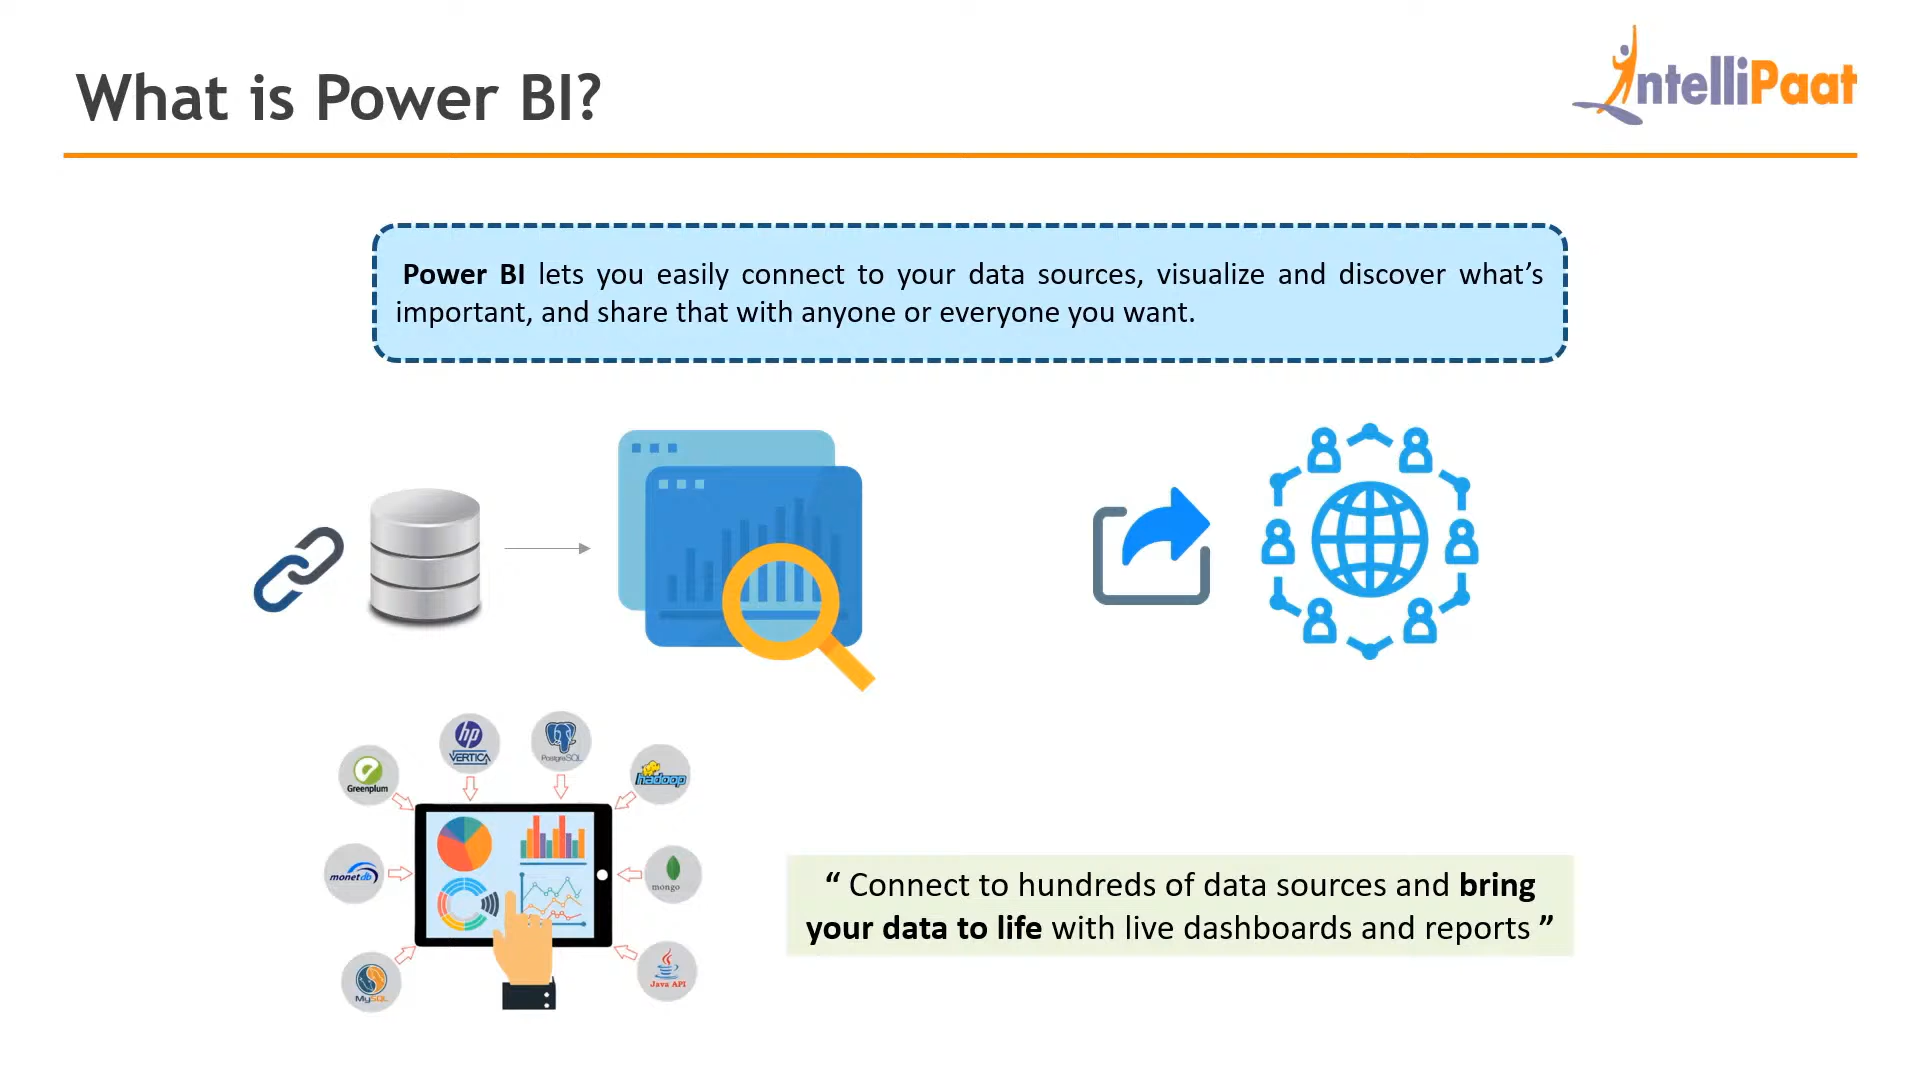 What is Power BI?
IntelliPaat
Power BI lets you easily connect to your data sources, visualize and discover what’s
important, and share that with anyone or everyone you want.
hp
VERTICA
PostgreSQL
Greenplum
hadoop
monetdb
mongo
MySQL
Java API
“ Connect to hundreds of data sources and bring
your data to life with live dashboards and reports ”